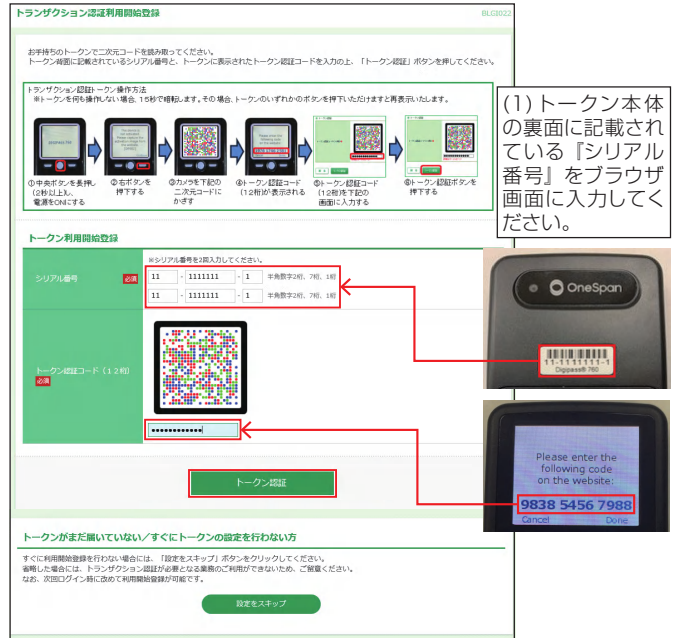 トランザクション認証利用開始登録
BLGI022
お手持ちのトークンで二次元コードを読み取ってください。
トークン背面に記載されているシリアル番号と、トークンに表示されたトークン認証コードを入力の上、「トークン認証」ボタンを押してください。
トランザクション認証トークン操作方法
※トークンを何も操作しない場合、15秒で暗転します。その場合、トークンのいずれかのボタンを押下いただけますと再表示いたします。
①中央ボタンを長押し
(2秒以上)し、
電源をONにする
②右ボタンを
押下する
③カメラを下記の
二次元コードに
かざす
④トークン認証コード
(12桁)が表示される
⑤トークン認証コード
(12桁)を下記の
画面に入力する
⑥トークン認証ボタンを
押下する
(1)トークン本体
の裏面に記載され
ている『シリアル
番号』をブラウザ
画面に入力してく
ださい。
トークン利用開始登録
※シリアル番号を2回入力してください。
シリアル番号 必須
11 - 1111111 - 1 半角数字2桁、7桁、1桁
11 - 1111111 - 1 半角数字2桁、7桁、1桁
OneSpan
11-1111111-1
Digipass® 760
トークン認証コード(12桁)
必須
••••••••••••
Please enter the
following code
on the website:
9838 5456 7988
Cancel Done
トークン認証
トークンがまだ届いていない/すぐにトークンの設定を行わない方
すぐに利用開始登録を行わない場合には、「設定をスキップ」ボタンをクリックしてください。
省略した場合には、トランザクション認証が必要となる業務のご利用ができないため、ご留意ください。
なお、次回ログイン時に改めて利用開始登録が可能です。
設定をスキップ